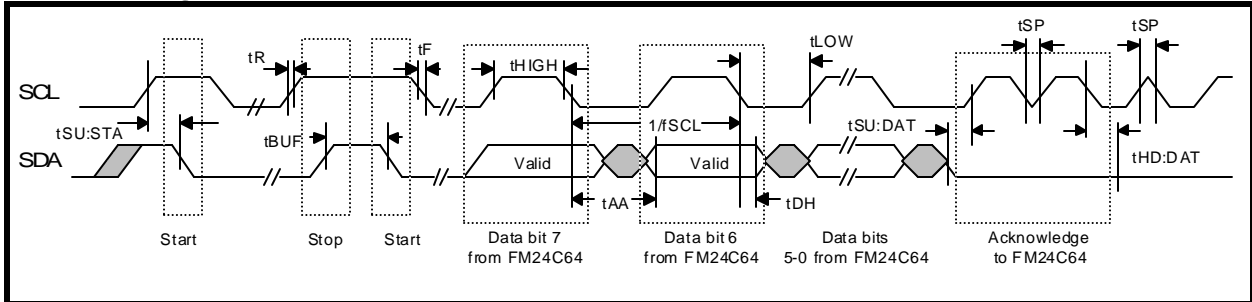 tSP
tSP
tR
tF
tLOW
tHIGH
SCL
tSU:STA
tBUF
1/fSCL
tSU:DAT
SDA
Valid
Valid
tHD:DAT
tAA
tDH
Start
Stop
Start
Data bit 7
from FM24C64
Data bit 6
from FM24C64
Data bits
5-0 from FM24C64
Acknowledge
to FM24C64